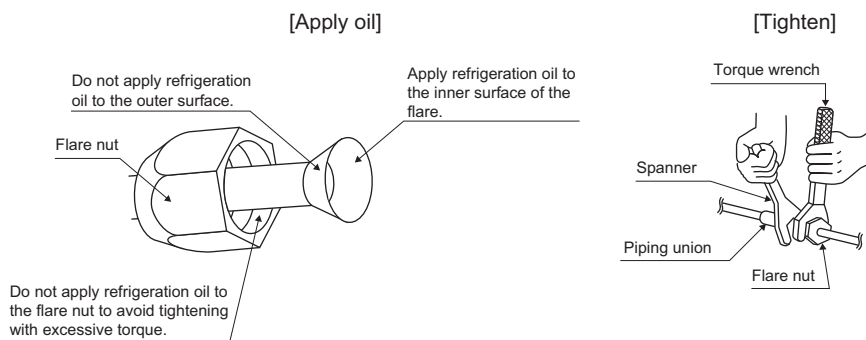 [Apply oil]
Do not apply refrigeration
oil to the outer surface.
Apply refrigeration oil to
the inner surface of the
flare.
Flare nut
Do not apply refrigeration oil to
the flare nut to avoid tightening
with excessive torque.
[Tighten]
Torque wrench
Spanner
Piping union
Flare nut